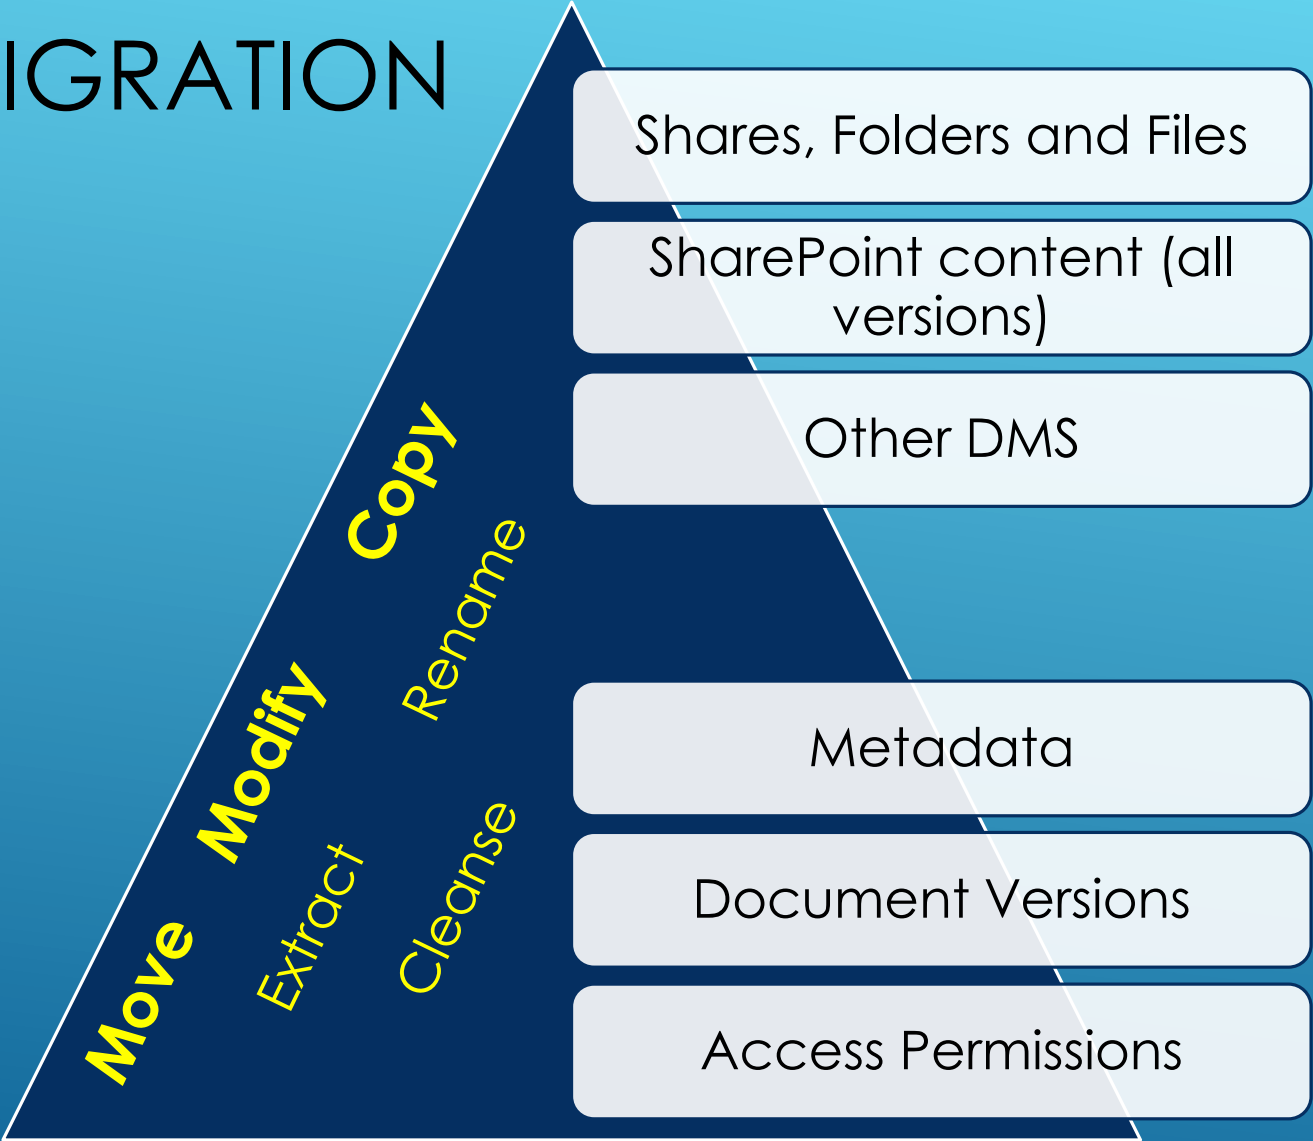 IGRATION
Shares, Folders and Files
SharePoint content (all
versions)
Other DMS
Copy
Rename
Modify
Metadata
Cleanse
Extract
Document Versions
Move
Access Permissions